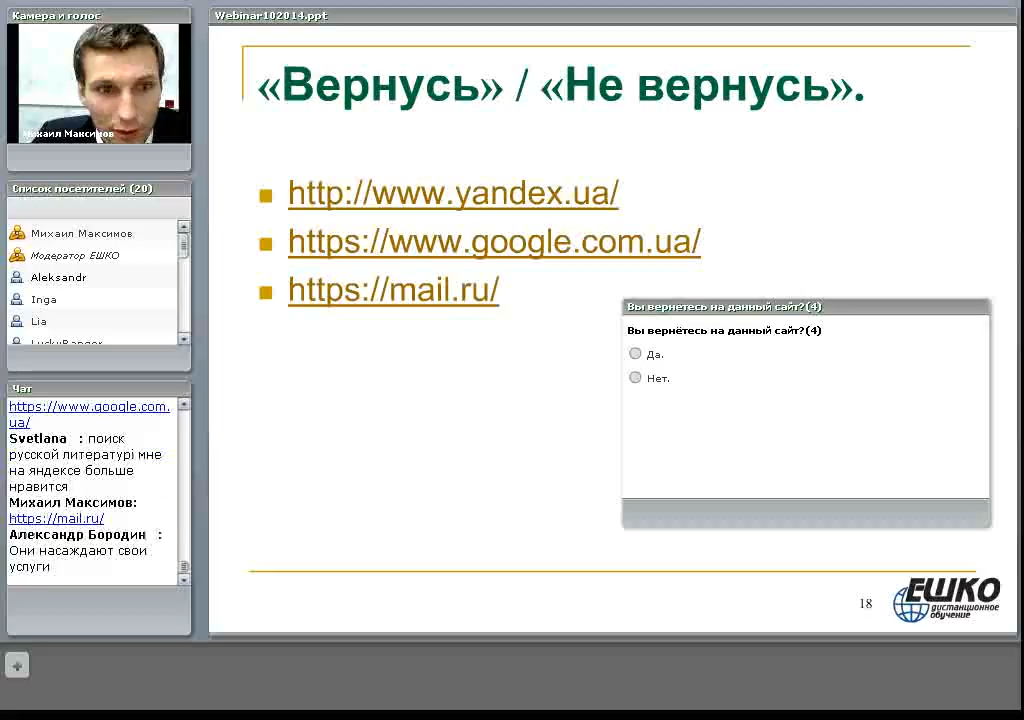 Камера и голос
Михаил Максимов
Список посетителей (20)
Михаил Максимов
Модератор ЕШКО
Aleksandr
Inga
Lia
LuckyRanger
Чат
https://www.google.com.
ua/
Svetlana : поиск
русской литературі мне
на яндексе больше
нравится
Михаил Максимов:
https://mail.ru/
Александр Бородин :
Они насаждают свои
услуги
Webinar102014.ppt
«Вернусь» / «Не вернусь».
http://www.yandex.ua/
https://www.google.com.ua/
https://mail.ru/
Вы вернетесь на данный сайт?(4)
Вы вернётесь на данный сайт?(4)
Да.
Нет.
18
ЕШКО
дистанционное
обучение